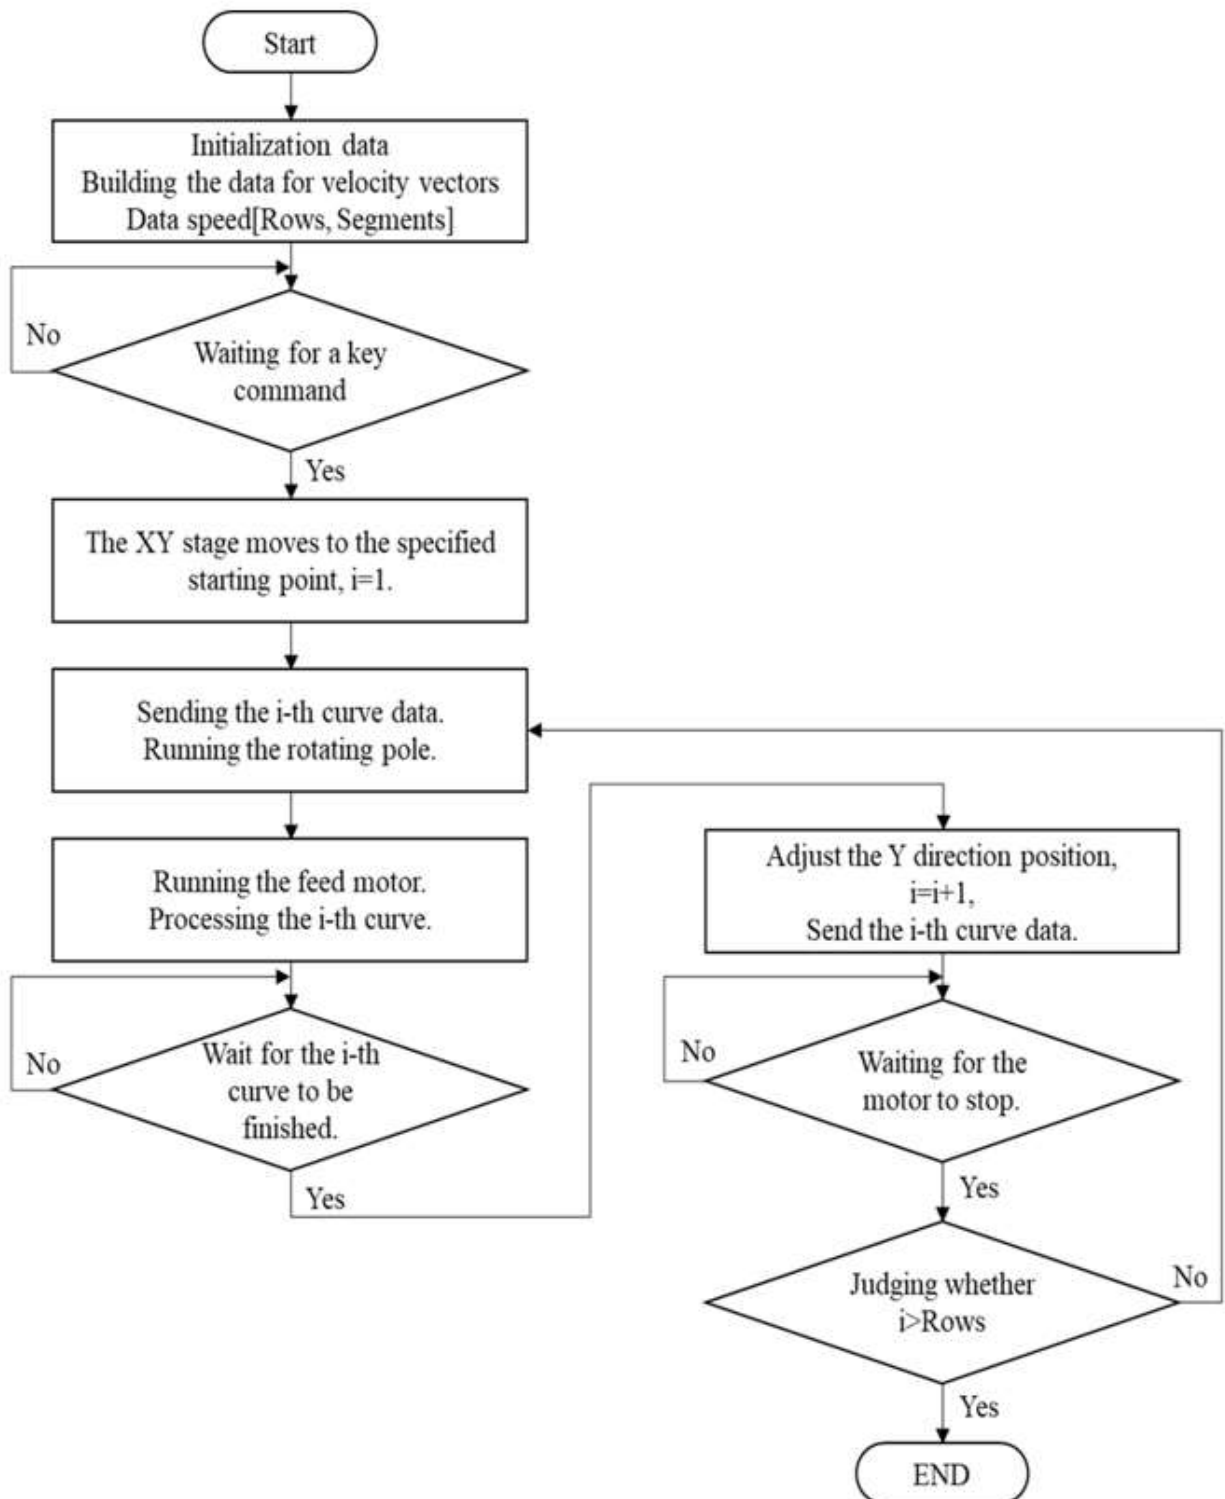 Start
Initialization data
Building the data for velocity vectors
Data speed[Rows, Segments]
No
Waiting for a key
command
Yes
The XY stage moves to the specified
starting point, i=1.
Sending the i-th curve data.
Running the rotating pole.
Running the feed motor.
Processing the i-th curve.
No
Wait for the i-th
curve to be
finished.
Yes
Adjust the Y direction position,
i=i+1,
Send the i-th curve data.
No
Waiting for the
motor to stop.
Yes
Judging whether
i>Rows
No
Yes
END